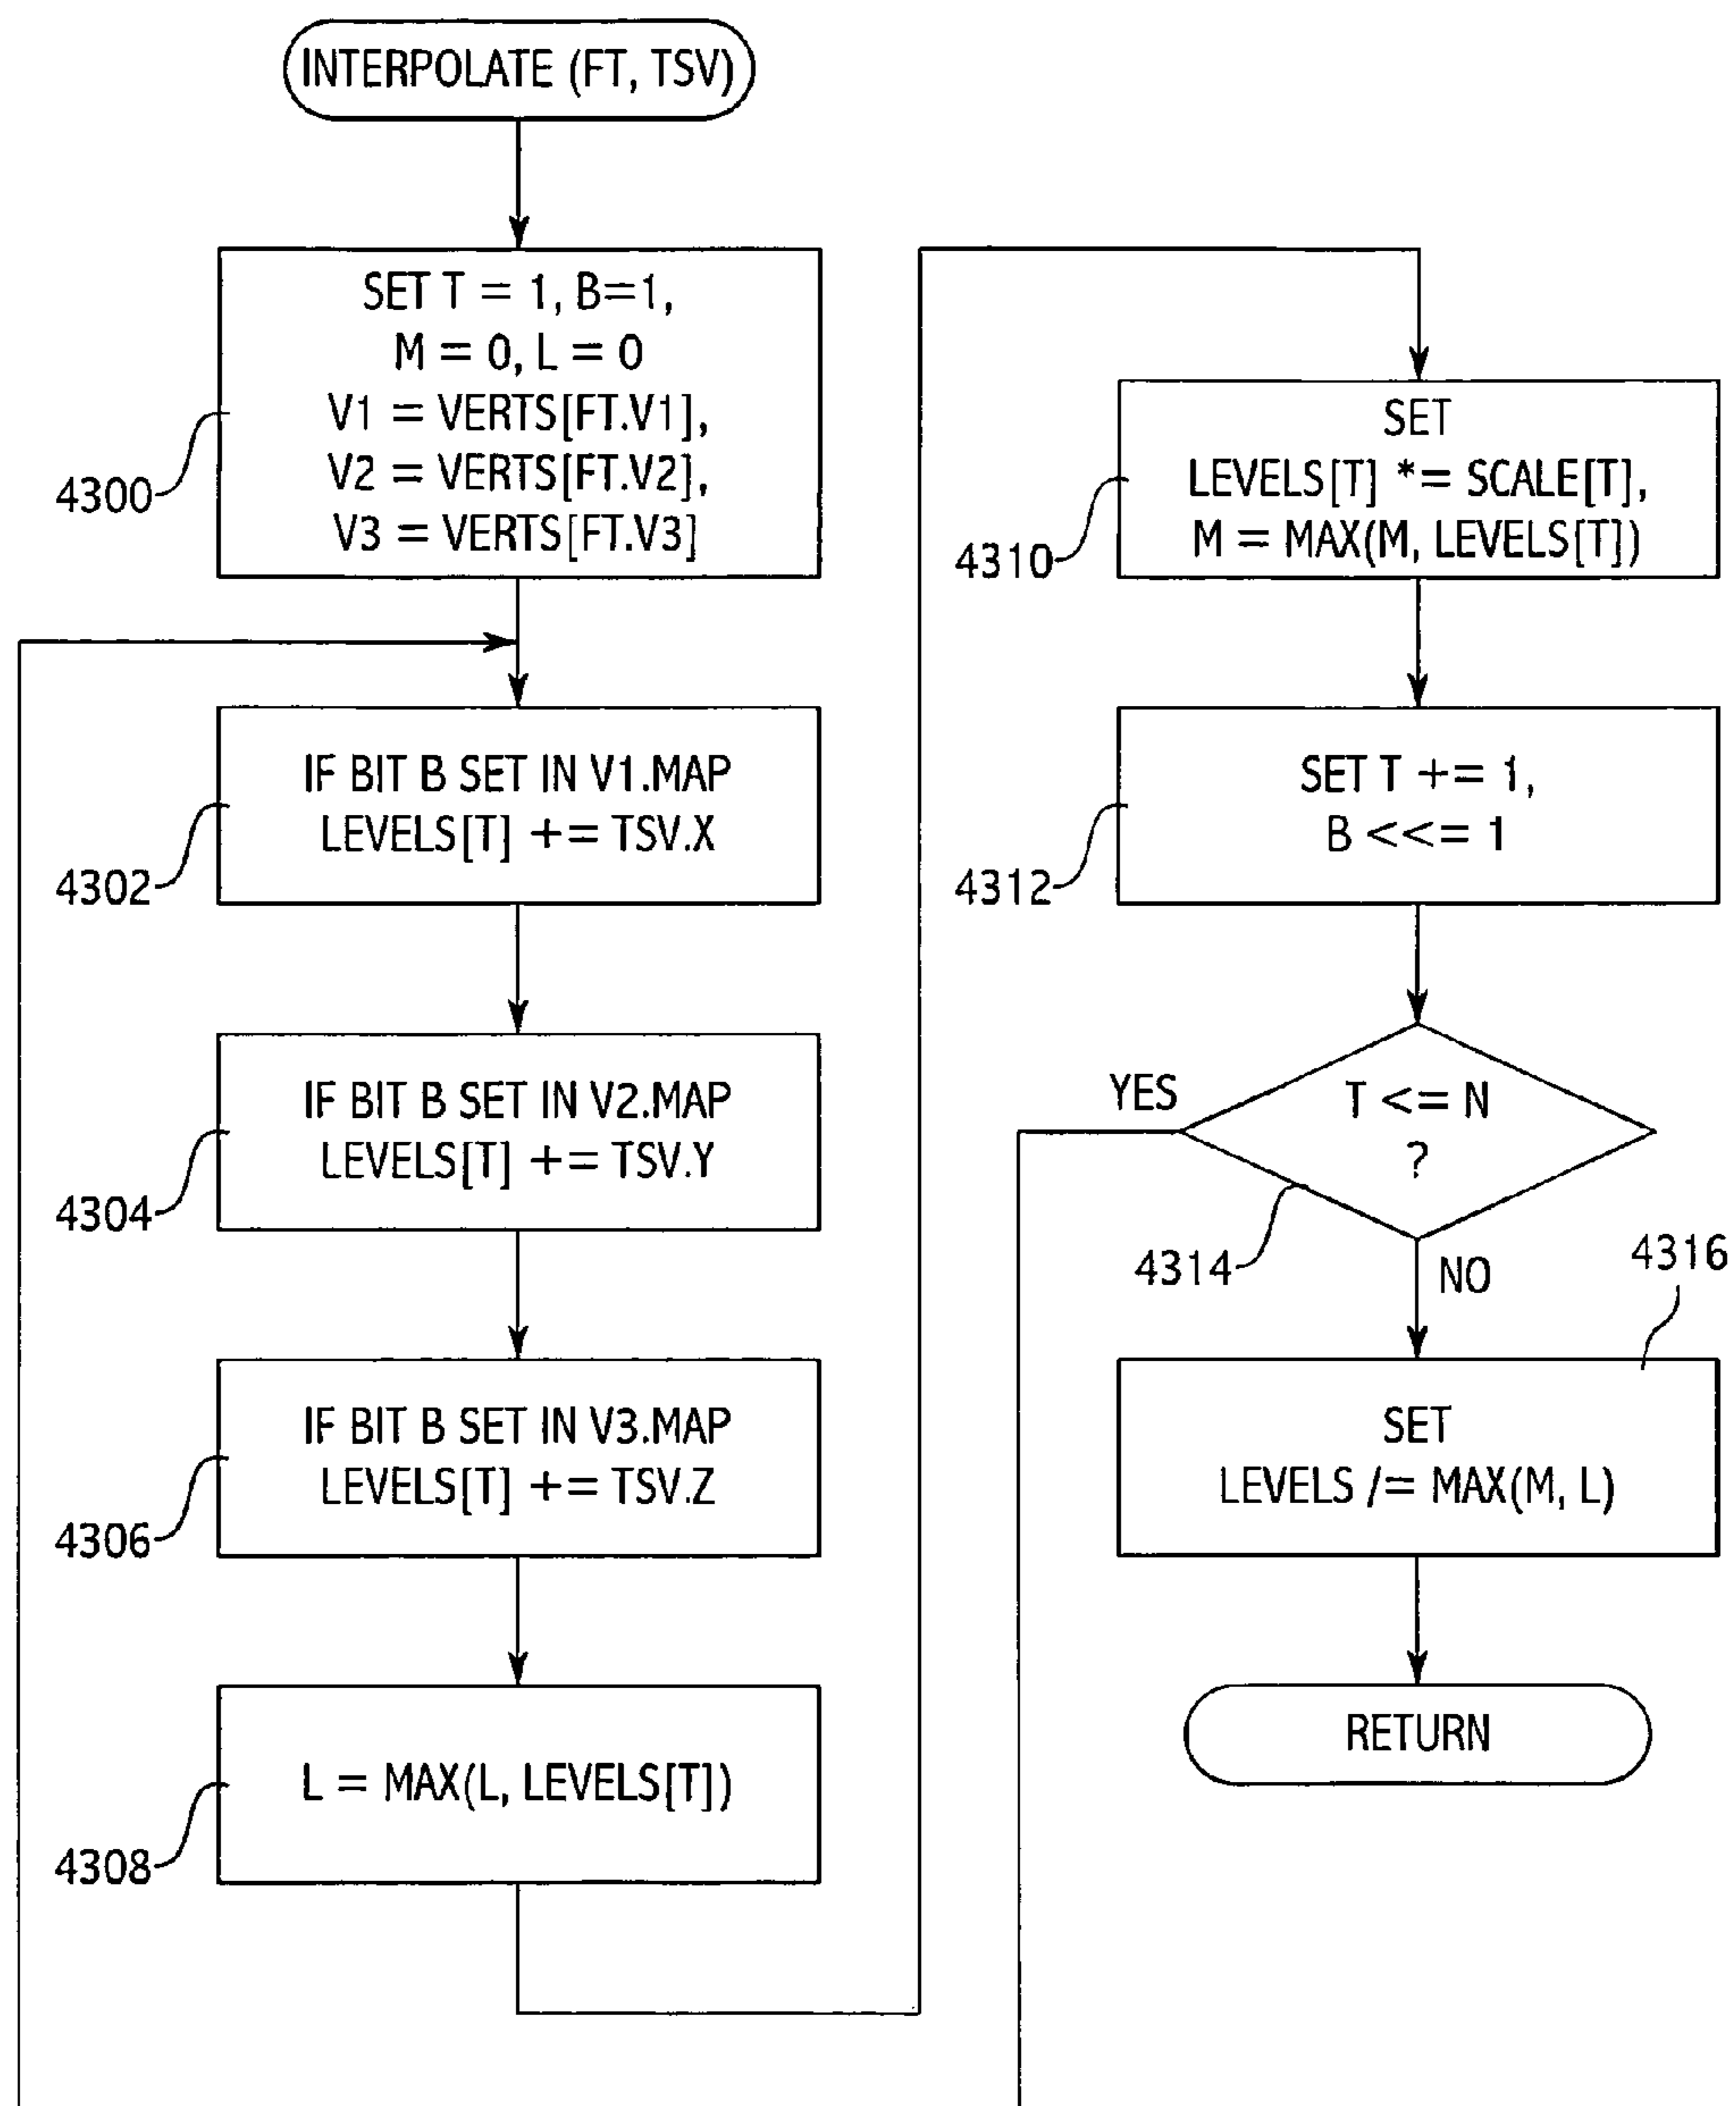 INTERPOLATE (FT, TSV)
SET T = 1, B=1,
M = 0, L = 0
V1 = VERTS[FT.V1],
V2 = VERTS[FT.V2],
V3 = VERTS[FT.V3]
4300
IF BIT B SET IN V1.MAP
LEVELS[T] += TSV.X
4302
IF BIT B SET IN V2.MAP
LEVELS[T] += TSV.Y
4304
IF BIT B SET IN V3.MAP
LEVELS[T] += TSV.Z
4306
L = MAX(L, LEVELS[T])
4308
SET
LEVELS[T] *= SCALE[T],
M = MAX(M, LEVELS[T])
4310
SET T += 1,
B <<= 1
4312
YES
T <= N
?
4314
NO
4316
SET
LEVELS /= MAX(M, L)
RETURN